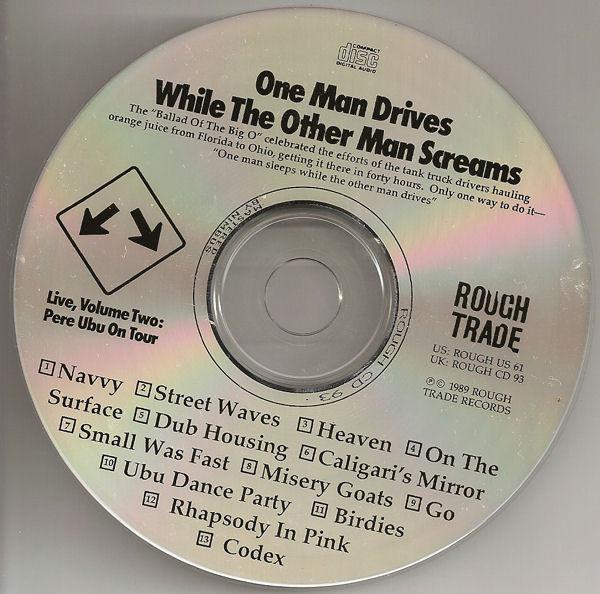 COMPACT
disc
DIGITAL AUDIO
One Man Drives
While The Other Man Screams
The "Ballad Of The Big O" celebrated the efforts of the tank truck drivers hauling
orange juice from Florida to Ohio, getting it there in forty hours. Only one way to do it—
"One man sleeps while the other man drives"
MASTERED
BY NIMBUS
Live, Volume Two:
Pere Ubu On Tour
ROUGH
TRADE
US: ROUGH US 61
UK: ROUGH CD 93
℗ © 1989 ROUGH
TRADE RECORDS
ROUGH CD 93 :
1 Navvy 2 Street Waves 3 Heaven 4 On The
Surface 5 Dub Housing 6 Caligari's Mirror
7 Small Was Fast 8 Misery Goats 9 Go
10 Ubu Dance Party 11 Birdies
12 Rhapsody In Pink
13 Codex